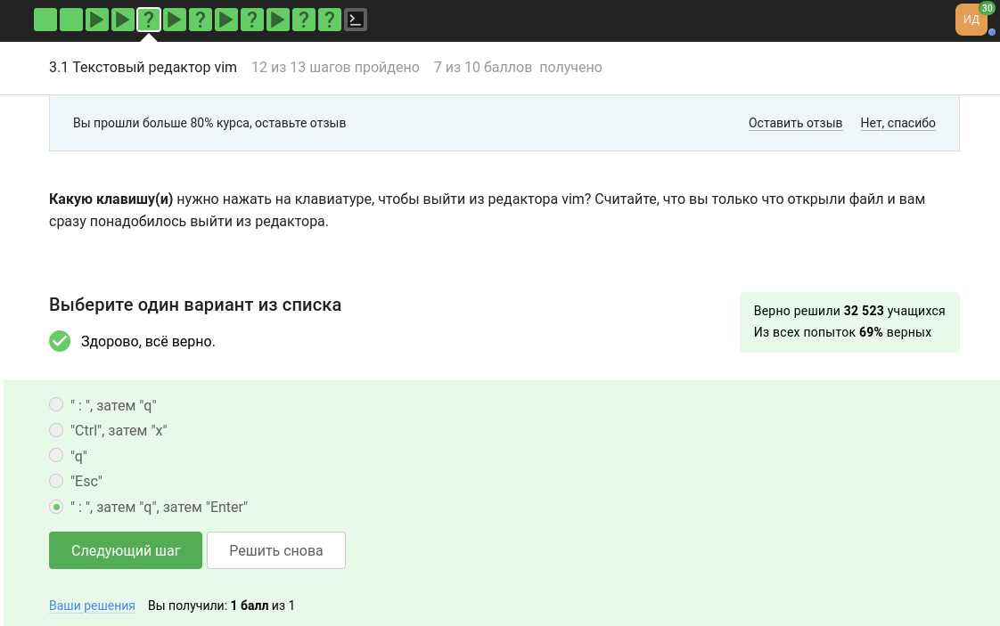 ? ? ? ? ?
ИД 30
3.1 Текстовый редактор vim 12 из 13 шагов пройдено 7 из 10 баллов получено
Вы прошли больше 80% курса, оставьте отзыв Оставить отзыв Нет, спасибо
Какую клавишу(и) нужно нажать на клавиатуре, чтобы выйти из редактора vim? Считайте, что вы только что открыли файл и вам
сразу понадобилось выйти из редактора.
Выберите один вариант из списка
Здорово, всё верно.
Верно решили 32 523 учащихся
Из всех попыток 69% верных
" : ", затем "q"
"Ctrl", затем "x"
"q"
"Esc"
" : ", затем "q", затем "Enter"
Следующий шаг Решить снова
Ваши решения Вы получили: 1 балл из 1